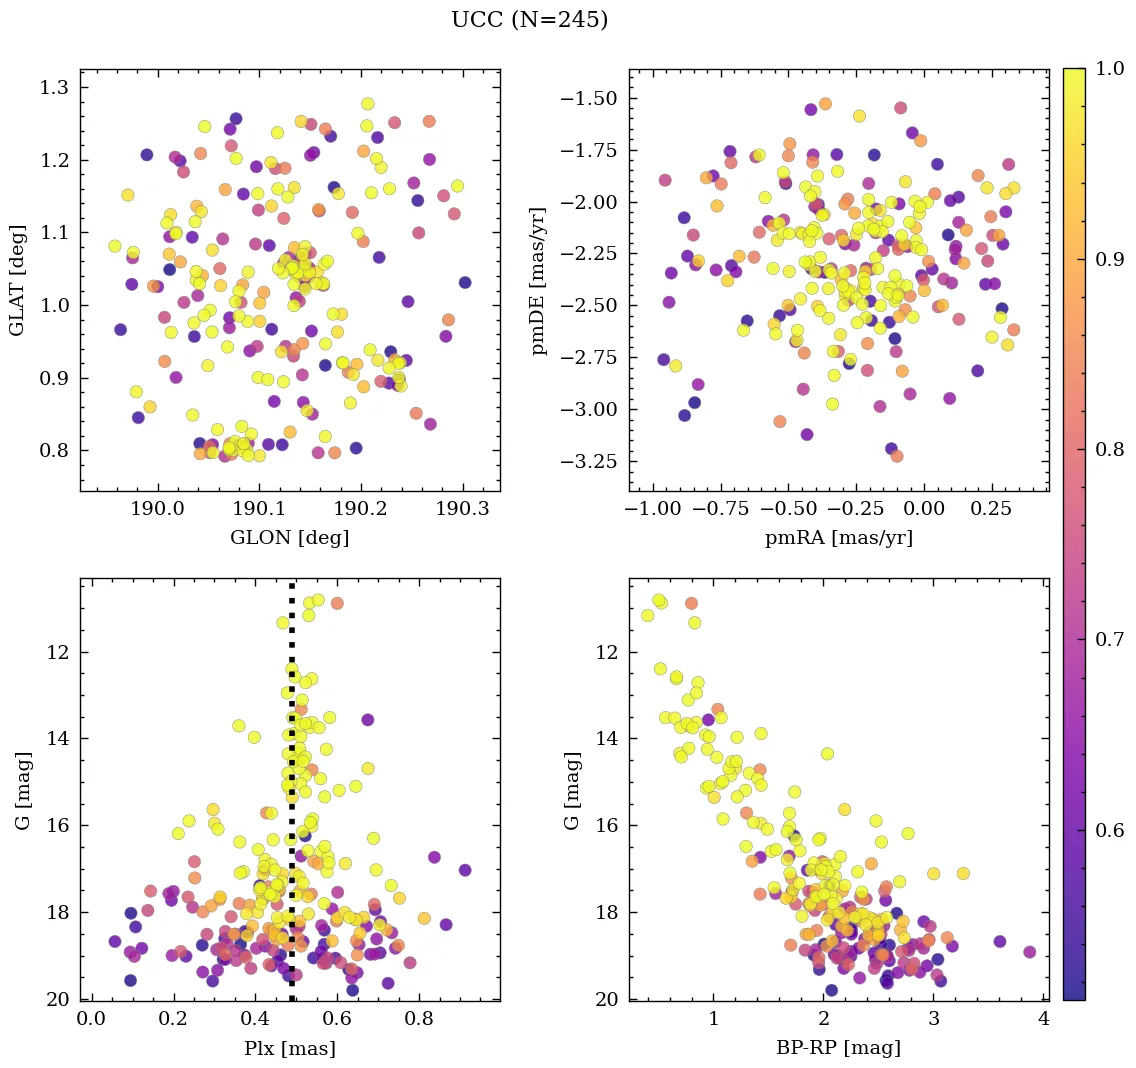 UCC (N=245)
1.3
1.2
1.1
1.0
0.9
0.8
GLAT [deg]
190.0 190.1 190.2 190.3
GLON [deg]
−1.50
−1.75
−2.00
−2.25
−2.50
−2.75
−3.00
−3.25
pmDE [mas/yr]
−1.00 −0.75 −0.50 −0.25 0.00 0.25
pmRA [mas/yr]
12
14
16
18
20
G [mag]
0.0 0.2 0.4 0.6 0.8
Plx [mas]
12
14
16
18
20
G [mag]
1 2 3 4
BP-RP [mag]
1.0
0.9
0.8
0.7
0.6